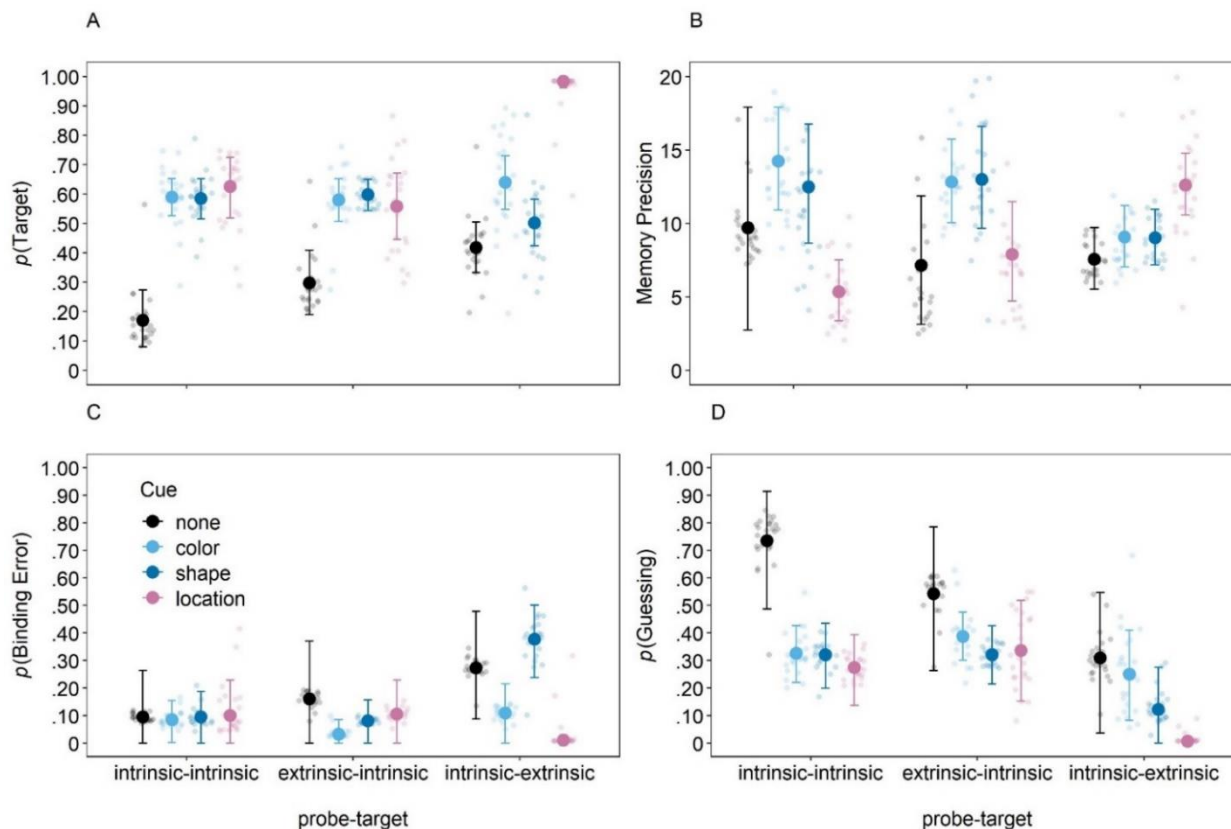 A
p(Target)
1.00
.90
.80
.70
.60
.50
.40
.30
.20
.10
0
B
Memory Precision
20
15
10
5
0
C
p(Binding Error)
1.00
.90
.80
.70
.60
.50
.40
.30
.20
.10
0
Cue
none
color
shape
location
intrinsic-intrinsic extrinsic-intrinsic intrinsic-extrinsic
probe-target
D
p(Guessing)
1.00
.90
.80
.70
.60
.50
.40
.30
.20
.10
0
intrinsic-intrinsic extrinsic-intrinsic intrinsic-extrinsic
probe-target